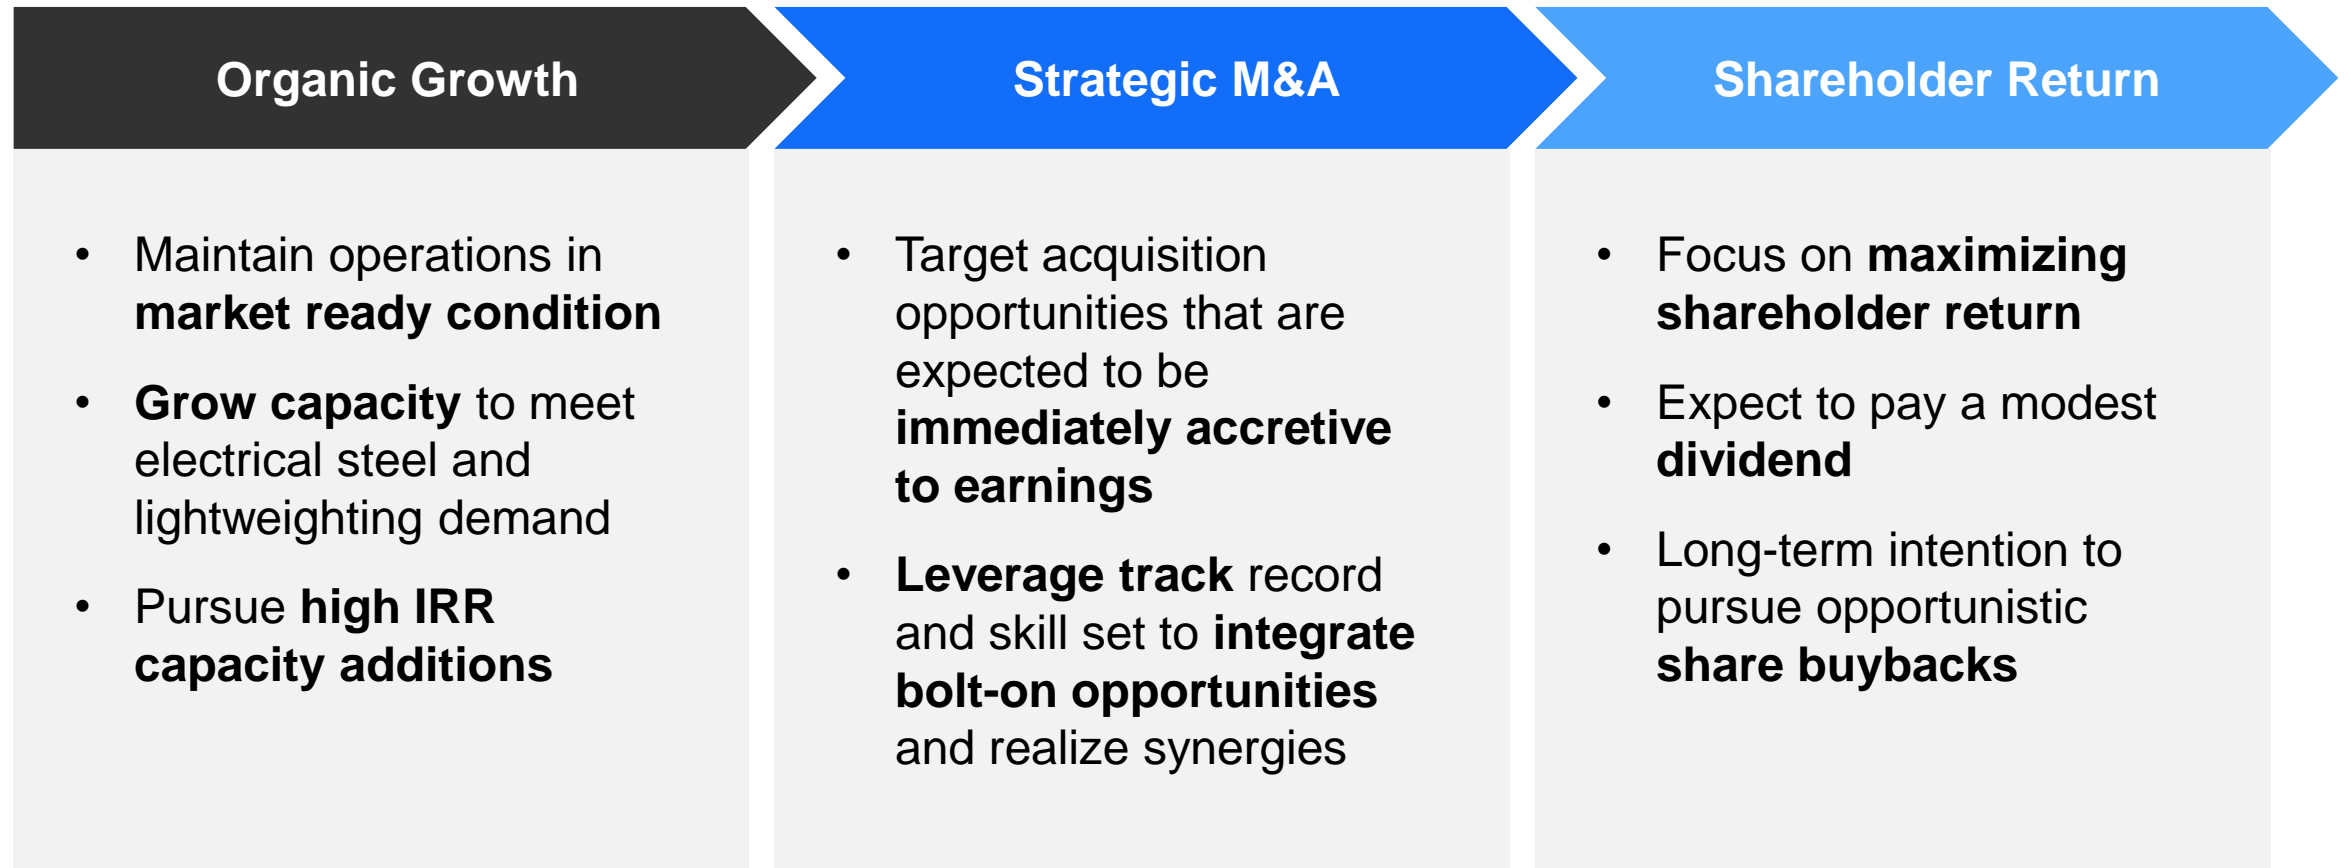 Organic Growth
• Maintain operations in
market ready condition
• Grow capacity to meet
electrical steel and
lightweighting demand
• Pursue high IRR
capacity additions
Strategic M&A
• Target acquisition
opportunities that are
expected to be
immediately accretive
to earnings
• Leverage track record
and skill set to integrate
bolt-on opportunities
and realize synergies
Shareholder Return
• Focus on maximizing
shareholder return
• Expect to pay a modest
dividend
• Long-term intention to
pursue opportunistic
share buybacks